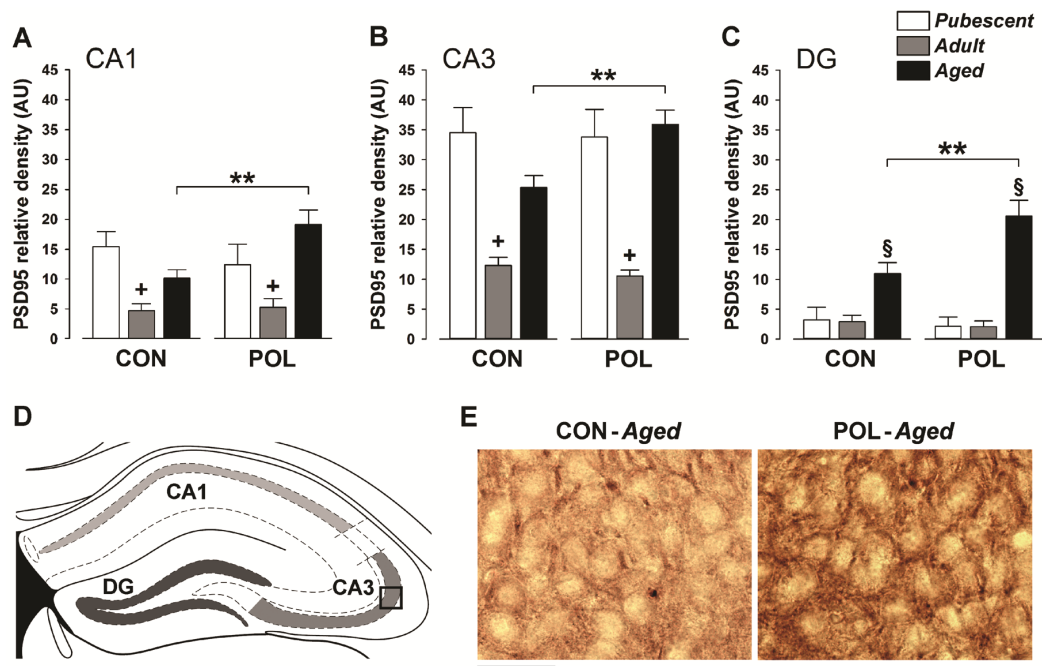 A
CA1
PSD95 relative density (AU)
45
40
35
30
25
20
15
10
5
0
+
+
**
CON
POL
B
CA3
PSD95 relative density (AU)
45
40
35
30
25
20
15
10
5
0
+
+
**
CON
POL
C
DG
Pubescent
Adult
Aged
PSD95 relative density (AU)
45
40
35
30
25
20
15
10
5
0
§
§
**
CON
POL
D
CA1
DG
CA3
E
CON - Aged
POL - Aged